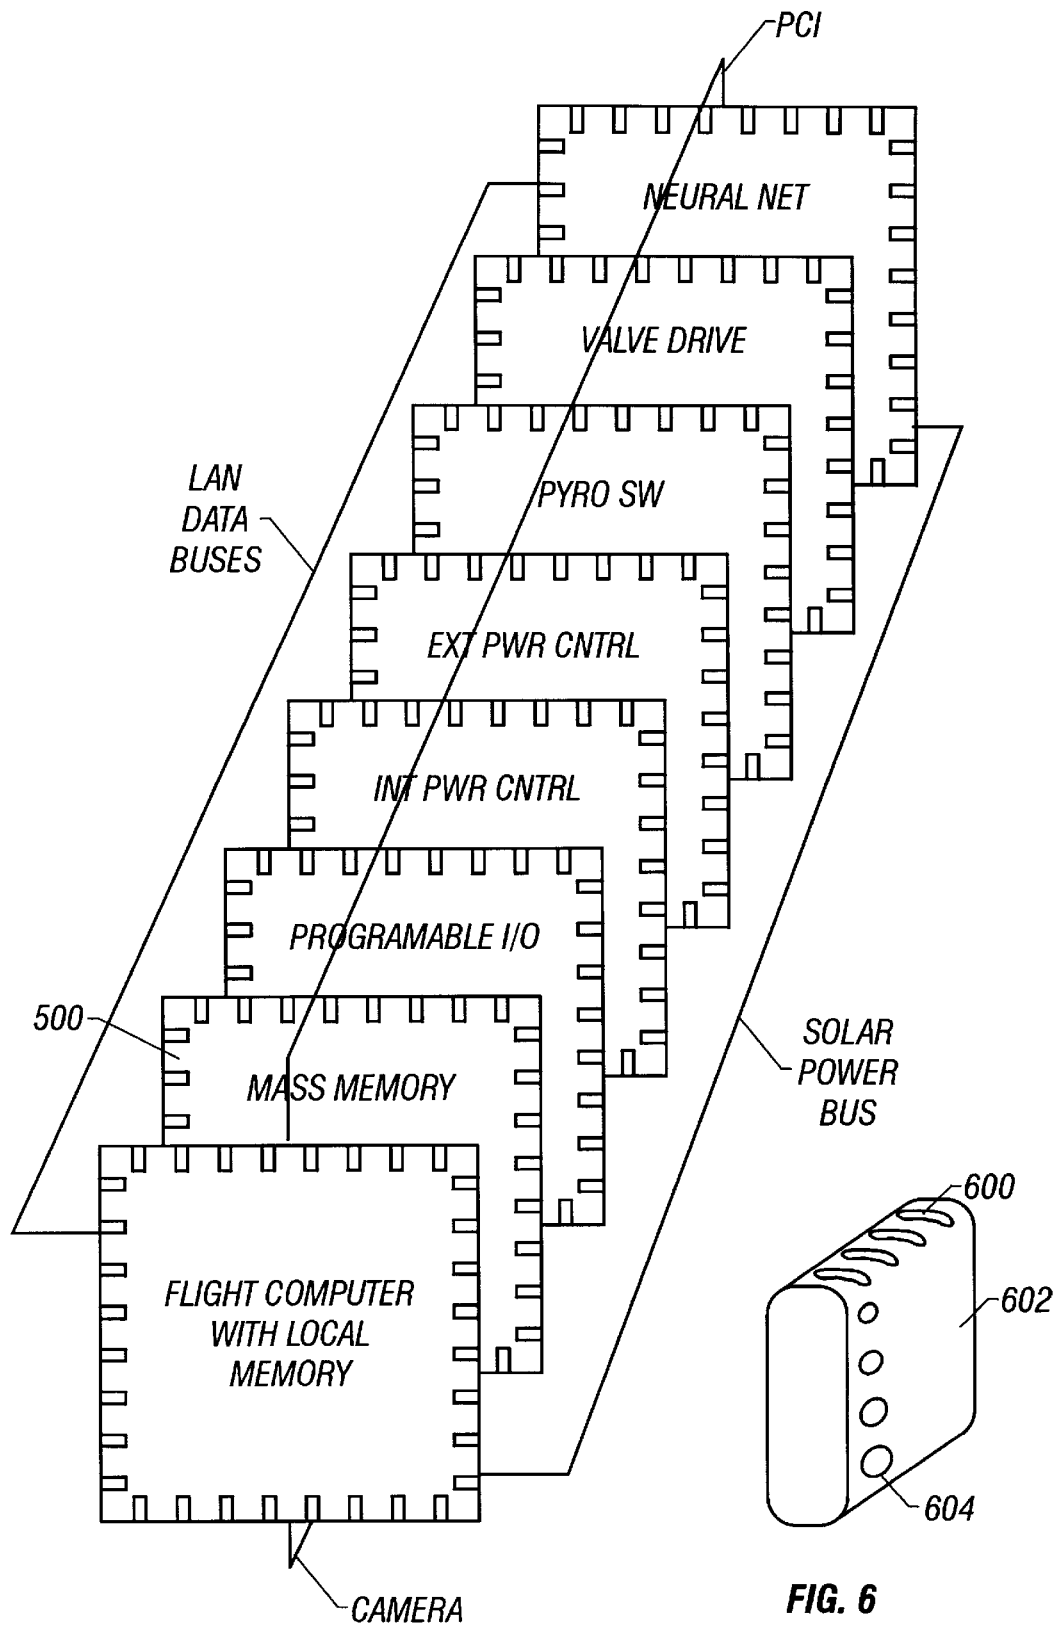 PCI
NEURAL NET
VALVE DRIVE
LAN
DATA
BUSES
PYRO SW
EXT PWR CNTRL
INT PWR CNTRL
PROGRAMABLE I/O
500
MASS MEMORY
SOLAR
POWER
BUS
FLIGHT COMPUTER
WITH LOCAL
MEMORY
600
602
604
CAMERA
FIG. 6